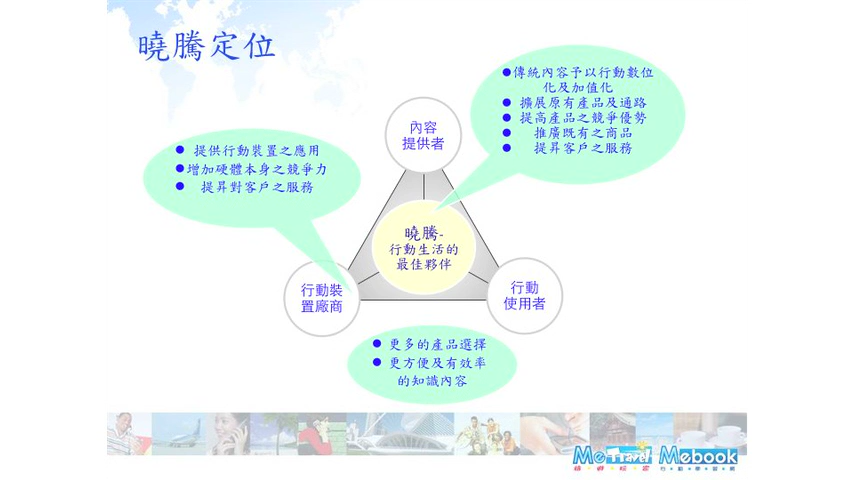 曉騰定位
●傳統內容予以行動數位
化及加值化
● 擴展原有產品及通路
● 提高產品之競爭優勢
● 推廣既有之商品
● 提昇客戶之服務
內容
提供者
● 提供行動裝置之應用
●增加硬體本身之競爭力
● 提昇對客戶之服務
曉騰-
行動生活的
最佳夥伴
行動裝
置廠商
行動
使用者
● 更多的產品選擇
● 更方便及有效率
的知識內容
MeTravel Mebook